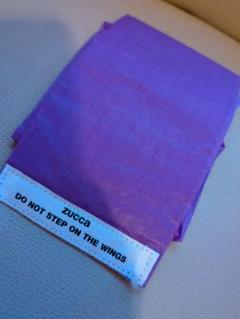 zucca
DO NOT STEP ON THE WINGS